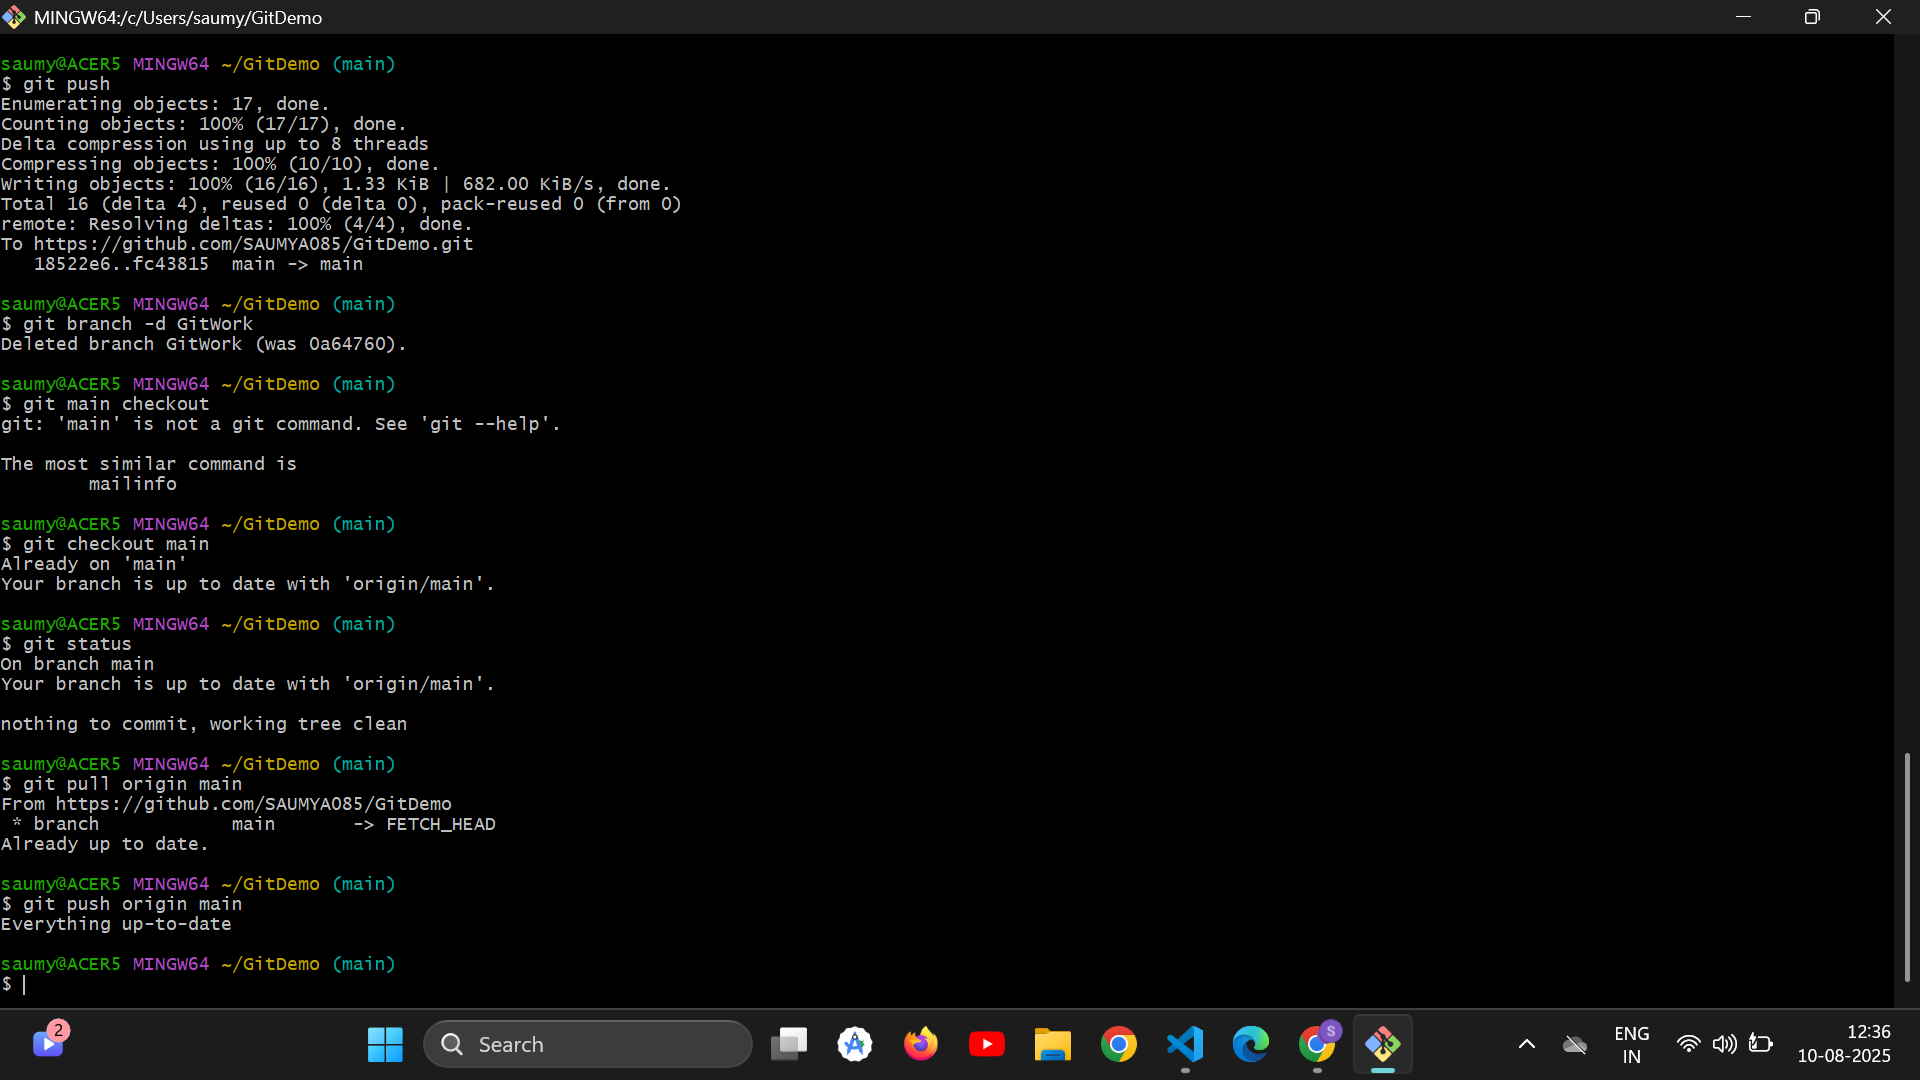 MINGW64:/c/Users/saumy/GitDemo
saumy@ACER5 MINGW64 ~/GitDemo (main)
$ git push
Enumerating objects: 17, done.
Counting objects: 100% (17/17), done.
Delta compression using up to 8 threads
Compressing objects: 100% (10/10), done.
Writing objects: 100% (16/16), 1.33 KiB | 682.00 KiB/s, done.
Total 16 (delta 4), reused 0 (delta 0), pack-reused 0 (from 0)
remote: Resolving deltas: 100% (4/4), done.
To https://github.com/SAUMYA085/GitDemo.git
   18522e6..fc43815  main -> main
saumy@ACER5 MINGW64 ~/GitDemo (main)
$ git branch -d GitWork
Deleted branch GitWork (was 0a64760).
saumy@ACER5 MINGW64 ~/GitDemo (main)
$ git main checkout
git: 'main' is not a git command. See 'git --help'.
The most similar command is
        mailinfo
saumy@ACER5 MINGW64 ~/GitDemo (main)
$ git checkout main
Already on 'main'
Your branch is up to date with 'origin/main'.
saumy@ACER5 MINGW64 ~/GitDemo (main)
$ git status
On branch main
Your branch is up to date with 'origin/main'.
nothing to commit, working tree clean
saumy@ACER5 MINGW64 ~/GitDemo (main)
$ git pull origin main
From https://github.com/SAUMYA085/GitDemo
 * branch            main       -> FETCH_HEAD
Already up to date.
saumy@ACER5 MINGW64 ~/GitDemo (main)
$ git push origin main
Everything up-to-date
saumy@ACER5 MINGW64 ~/GitDemo (main)
$
2
Search
S
ENG
IN
12:36
10-08-2025